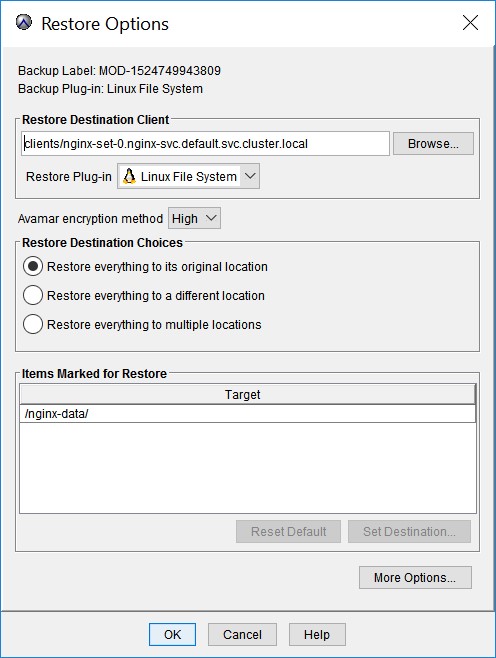 Restore Options
Backup Label: MOD-1524749943809
Backup Plug-in: Linux File System
Restore Destination Client
clients/nginx-set-0.nginx-svc.default.svc.cluster.local
Browse...
Restore Plug-in Linux File System
Avamar encryption method High
Restore Destination Choices
Restore everything to its original location
Restore everything to a different location
Restore everything to multiple locations
Items Marked for Restore
Target
/nginx-data/
Reset Default Set Destination...
More Options...
OK Cancel Help